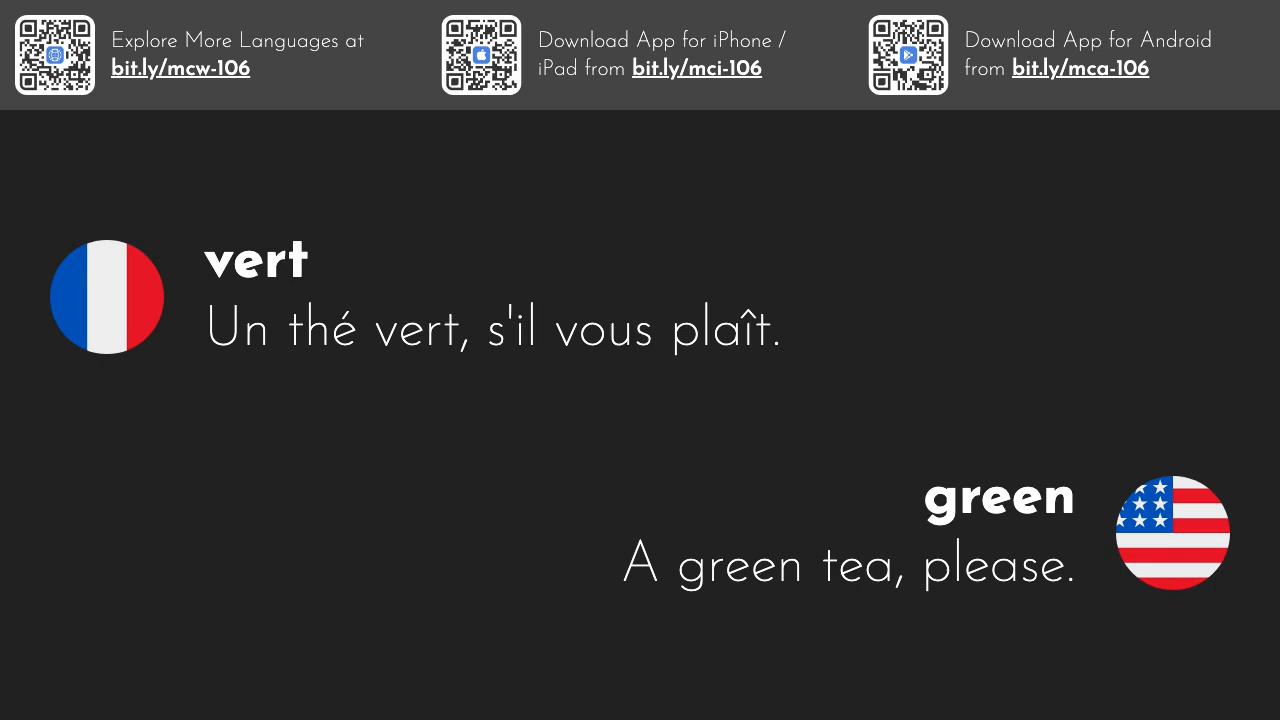 Explore More Languages at
bit.ly/mcw-106
Download App for iPhone /
iPad from bit.ly/mci-106
Download App for Android
from bit.ly/mca-106
vert
Un thé vert, s'il vous plaît.
green
A green tea, please.